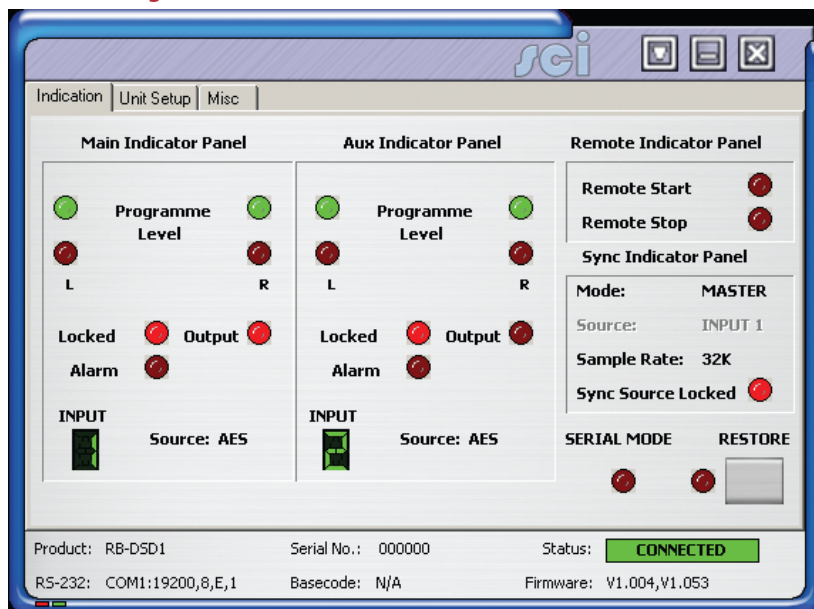 sci
Indication Unit Setup Misc
Main Indicator Panel
Programme
Level
L R
Locked Output
Alarm
INPUT
1 Source: AES
Aux Indicator Panel
Programme
Level
L R
Locked Output
Alarm
INPUT
2 Source: AES
Remote Indicator Panel
Remote Start
Remote Stop
Sync Indicator Panel
Mode: MASTER
Source: INPUT 1
Sample Rate: 32K
Sync Source Locked
SERIAL MODE RESTORE
Product: RB-DSD1 Serial No.: 000000 Status: CONNECTED
RS-232: COM1:19200,8,E,1 Basecode: N/A Firmware: V1.004,V1.053